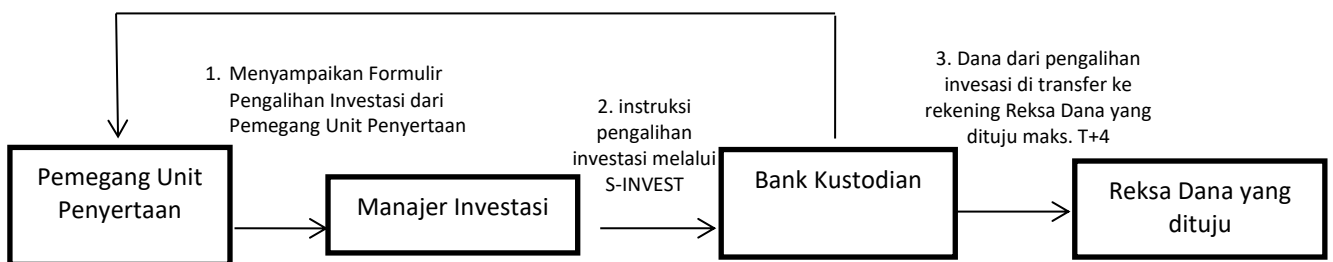 1. Menyampaikan Formulir
Pengalihan Investasi dari
Pemegang Unit Penyertaan
2. instruksi
pengalihan
investasi melalui
S-INVEST
3. Dana dari pengalihan
invesasi di transfer ke
rekening Reksa Dana yang
dituju maks. T+4
Pemegang Unit
Penyertaan
Manajer Investasi
Bank Kustodian
Reksa Dana yang
dituju